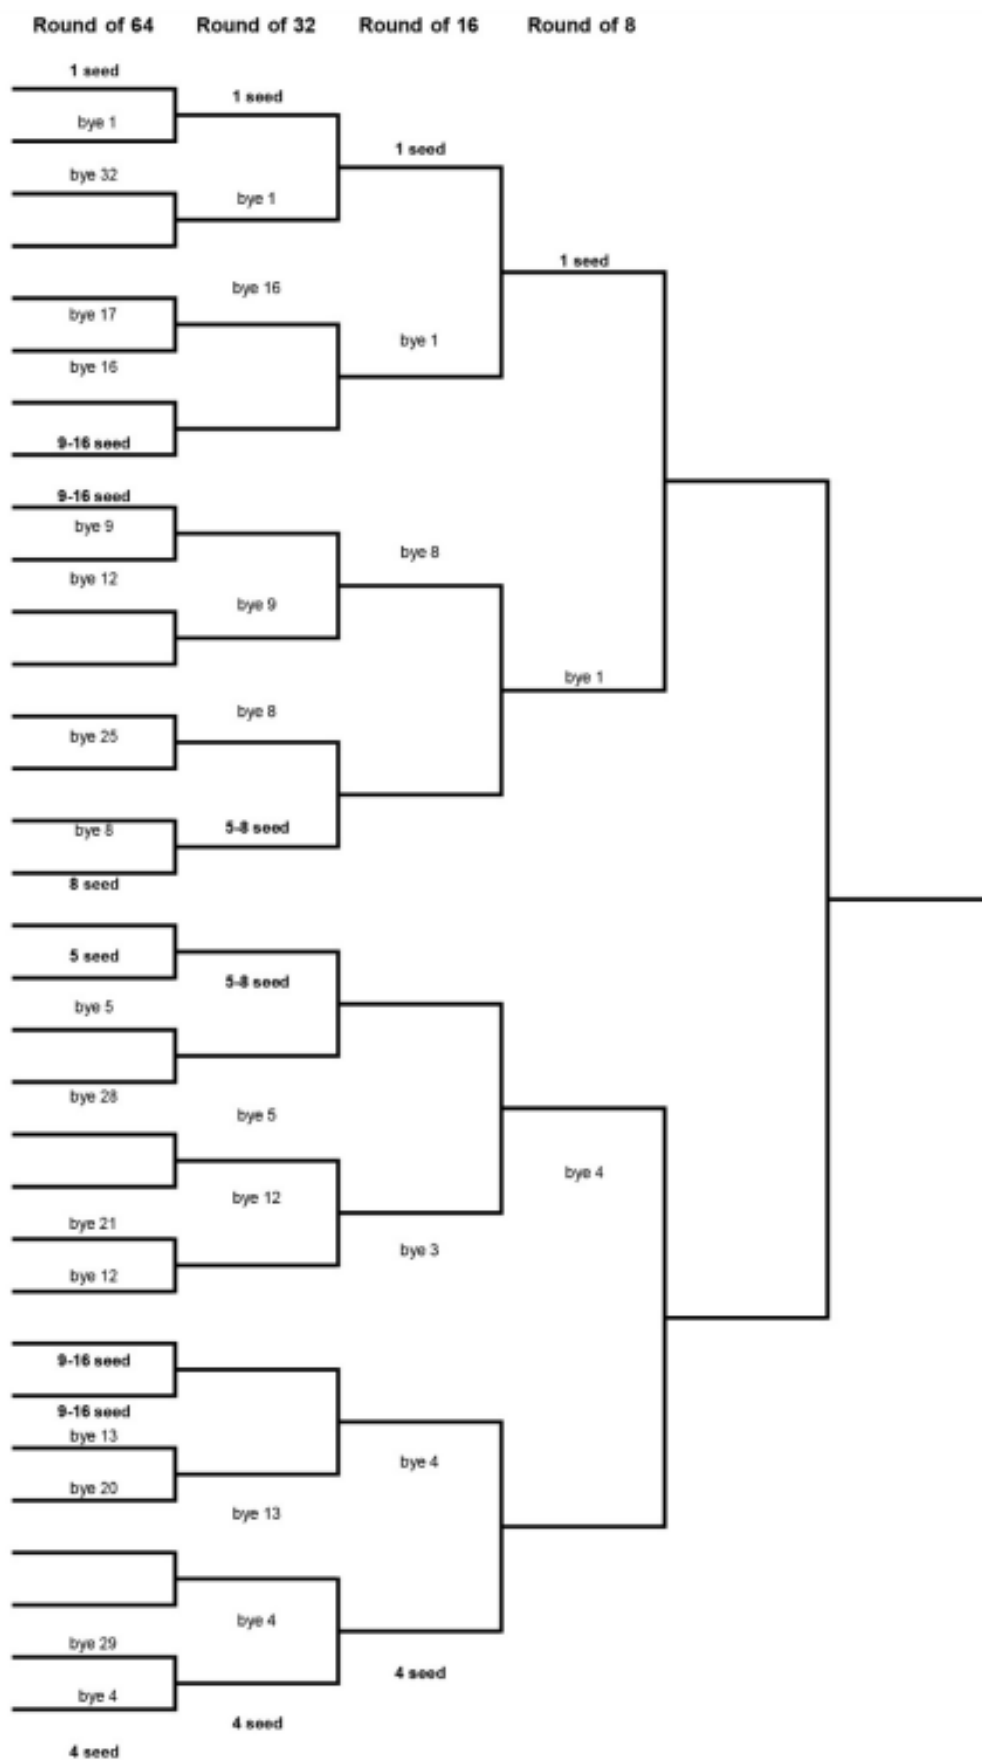 Round of 64 Round of 32 Round of 16 Round of 8
1 seed
1 seed
bye 1
1 seed
bye 32
bye 1
1 seed
bye 16
bye 17
bye 1
bye 16
9-16 seed
9-16 seed
bye 9
bye 8
bye 12
bye 9
bye 1
bye 8
bye 25
5-8 seed
bye 8
8 seed
5 seed
5-8 seed
bye 5
bye 28
bye 5
bye 4
bye 12
bye 21
bye 3
bye 12
9-16 seed
9-16 seed
bye 13
bye 4
bye 20
bye 13
bye 4
bye 29
4 seed
bye 4
4 seed
4 seed